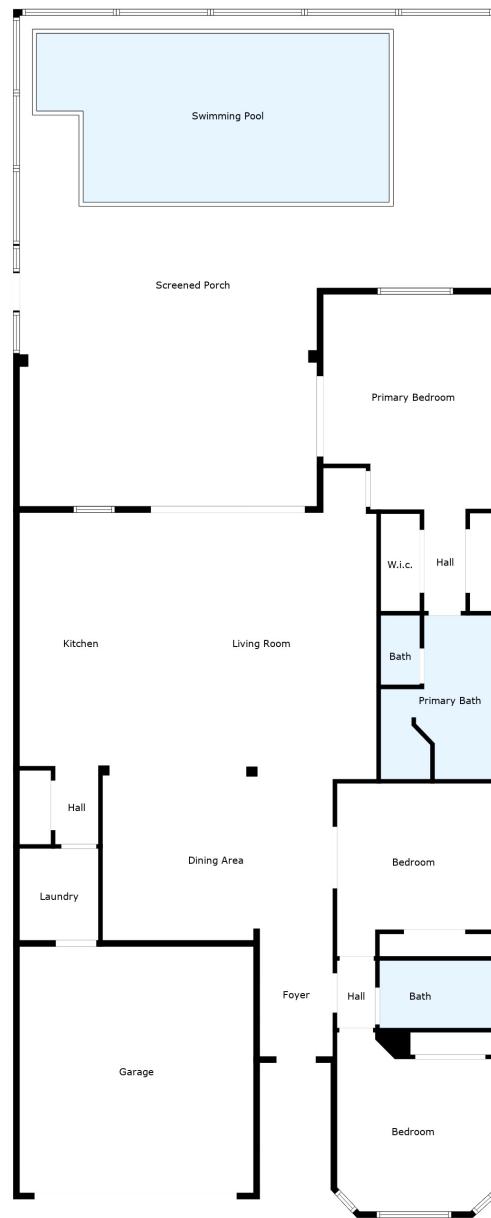 Swimming Pool
Screened Porch
Primary Bedroom
W.i.c.
Hall
Kitchen
Living Room
Bath
Primary Bath
Hall
Dining Area
Bedroom
Laundry
Foyer
Hall
Bath
Garage
Bedroom